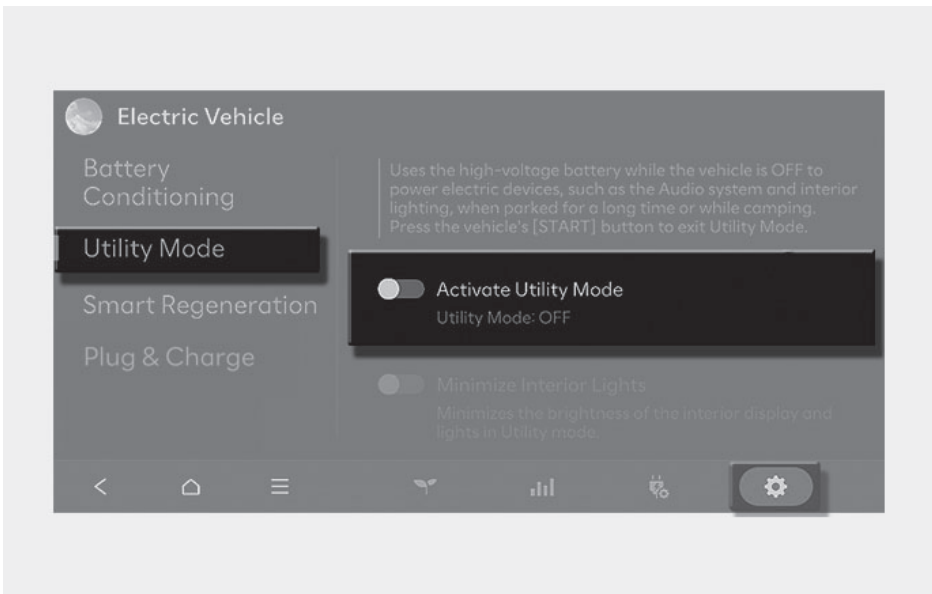 Electric Vehicle
Battery
Conditioning
Utility Mode
Smart Regeneration
Plug & Charge
Uses the high-voltage battery while the vehicle is OFF to
power electric devices, such as the Audio system and interior
lighting, when parked for a long time or while camping.
Press the vehicle's [START] button to exit Utility Mode.
Activate Utility Mode
Utility Mode: OFF
Minimize Interior Lights
Minimizes the brightness of the interior display and
lights in Utility mode.